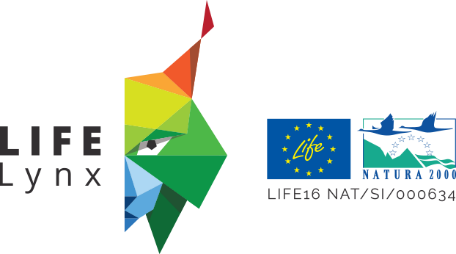 LIFE
Lynx
Life
NATURA 2000
LIFE16 NAT/SI/000634